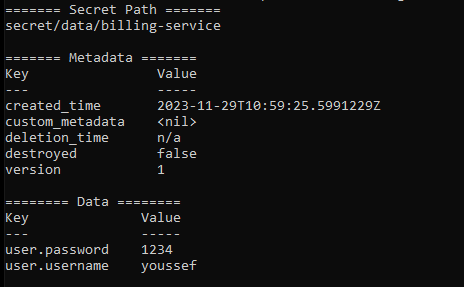 ======= Secret Path =======
secret/data/billing-service
======= Metadata =======
Key Value
--- -----
created_time 2023-11-29T10:59:25.5991229Z
custom_metadata <nil>
deletion_time n/a
destroyed false
version 1
======== Data ========
Key Value
--- -----
user.password 1234
user.username youssef